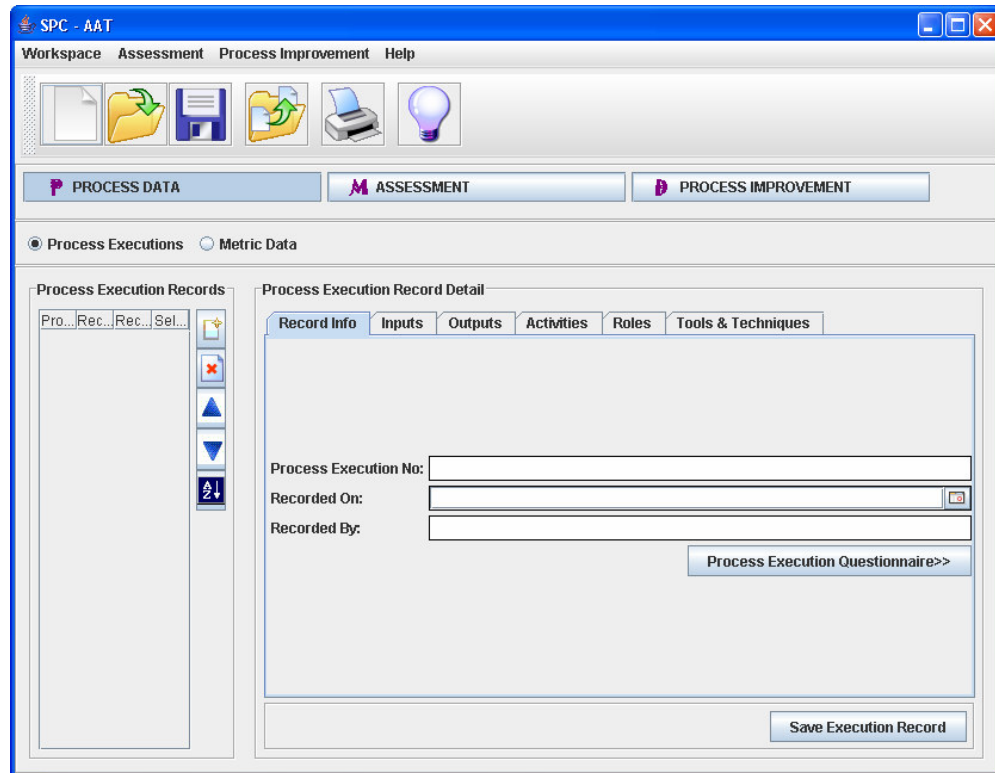 SPC - AAT
Workspace Assessment Process Improvement Help
P PROCESS DATA M ASSESSMENT D PROCESS IMPROVEMENT
Process Executions Metric Data
Process Execution Records
Pro... Rec... Rec... Sel...
A
Z
Process Execution Record Detail
Record Info Inputs Outputs Activities Roles Tools & Techniques
Process Execution No:
Recorded On:
Recorded By:
Process Execution Questionnaire>>
Save Execution Record